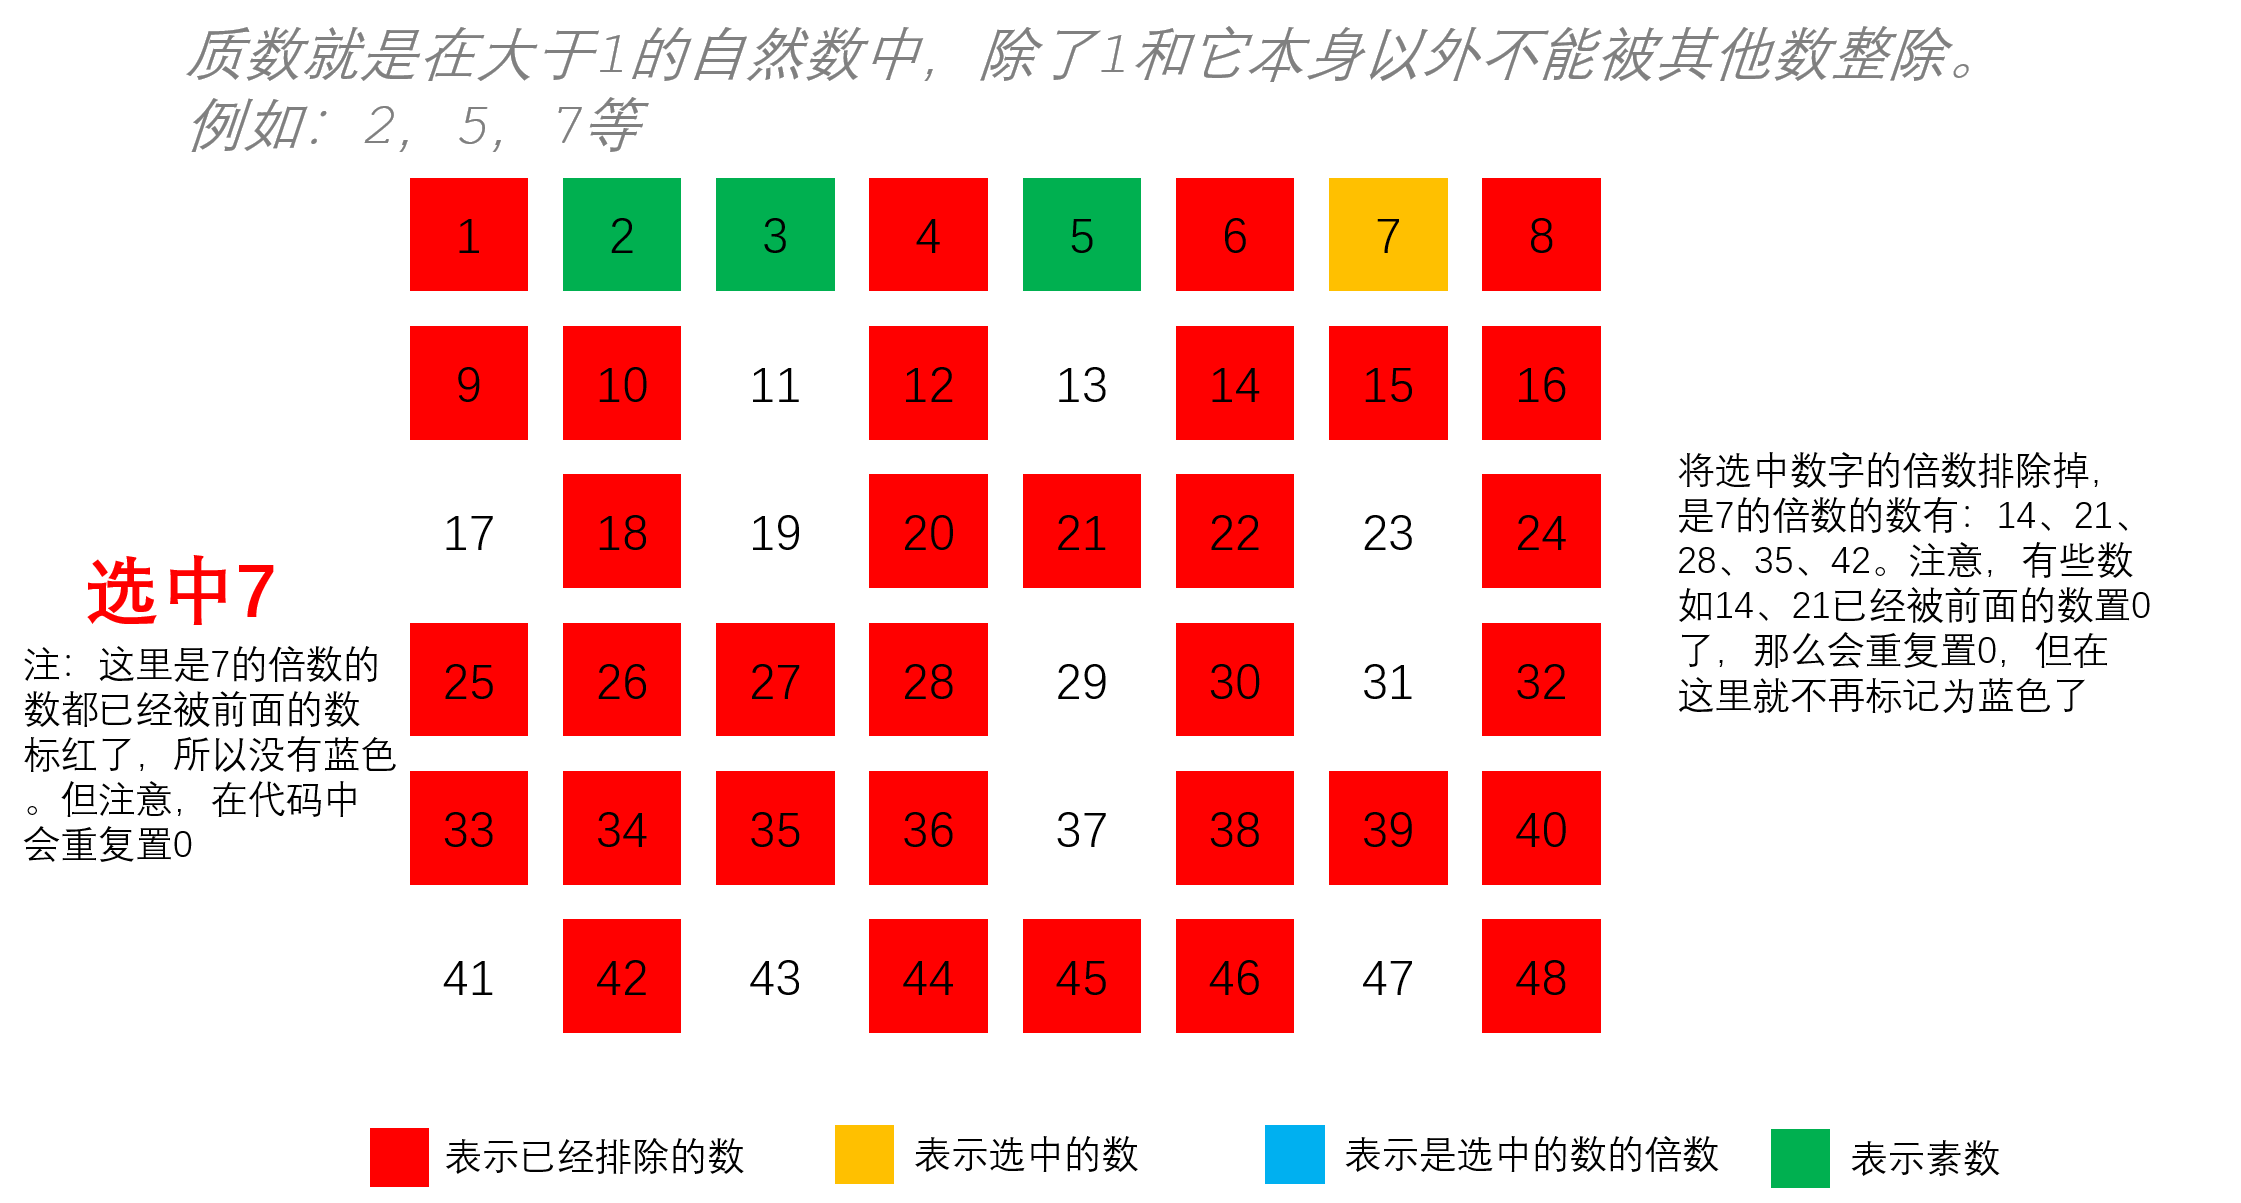 质数就是在大于1的自然数中，除了1和它本身以外不能被其他数整除。
例如：2，5，7等
1 2 3 4 5 6 7 8
9 10 11 12 13 14 15 16
17 18 19 20 21 22 23 24
25 26 27 28 29 30 31 32
33 34 35 36 37 38 39 40
41 42 43 44 45 46 47 48
选中7
注：这里是7的倍数的
数都已经被前面的数
标红了，所以没有蓝色
。但注意，在代码中
会重复置0
将选中数字的倍数排除掉，
是7的倍数的数有：14、21、
28、35、42。注意，有些数
如14、21已经被前面的数置0
了，那么会重复置0，但在
这里就不再标记为蓝色了
表示已经排除的数
表示选中的数
表示是选中的数的倍数
表示素数